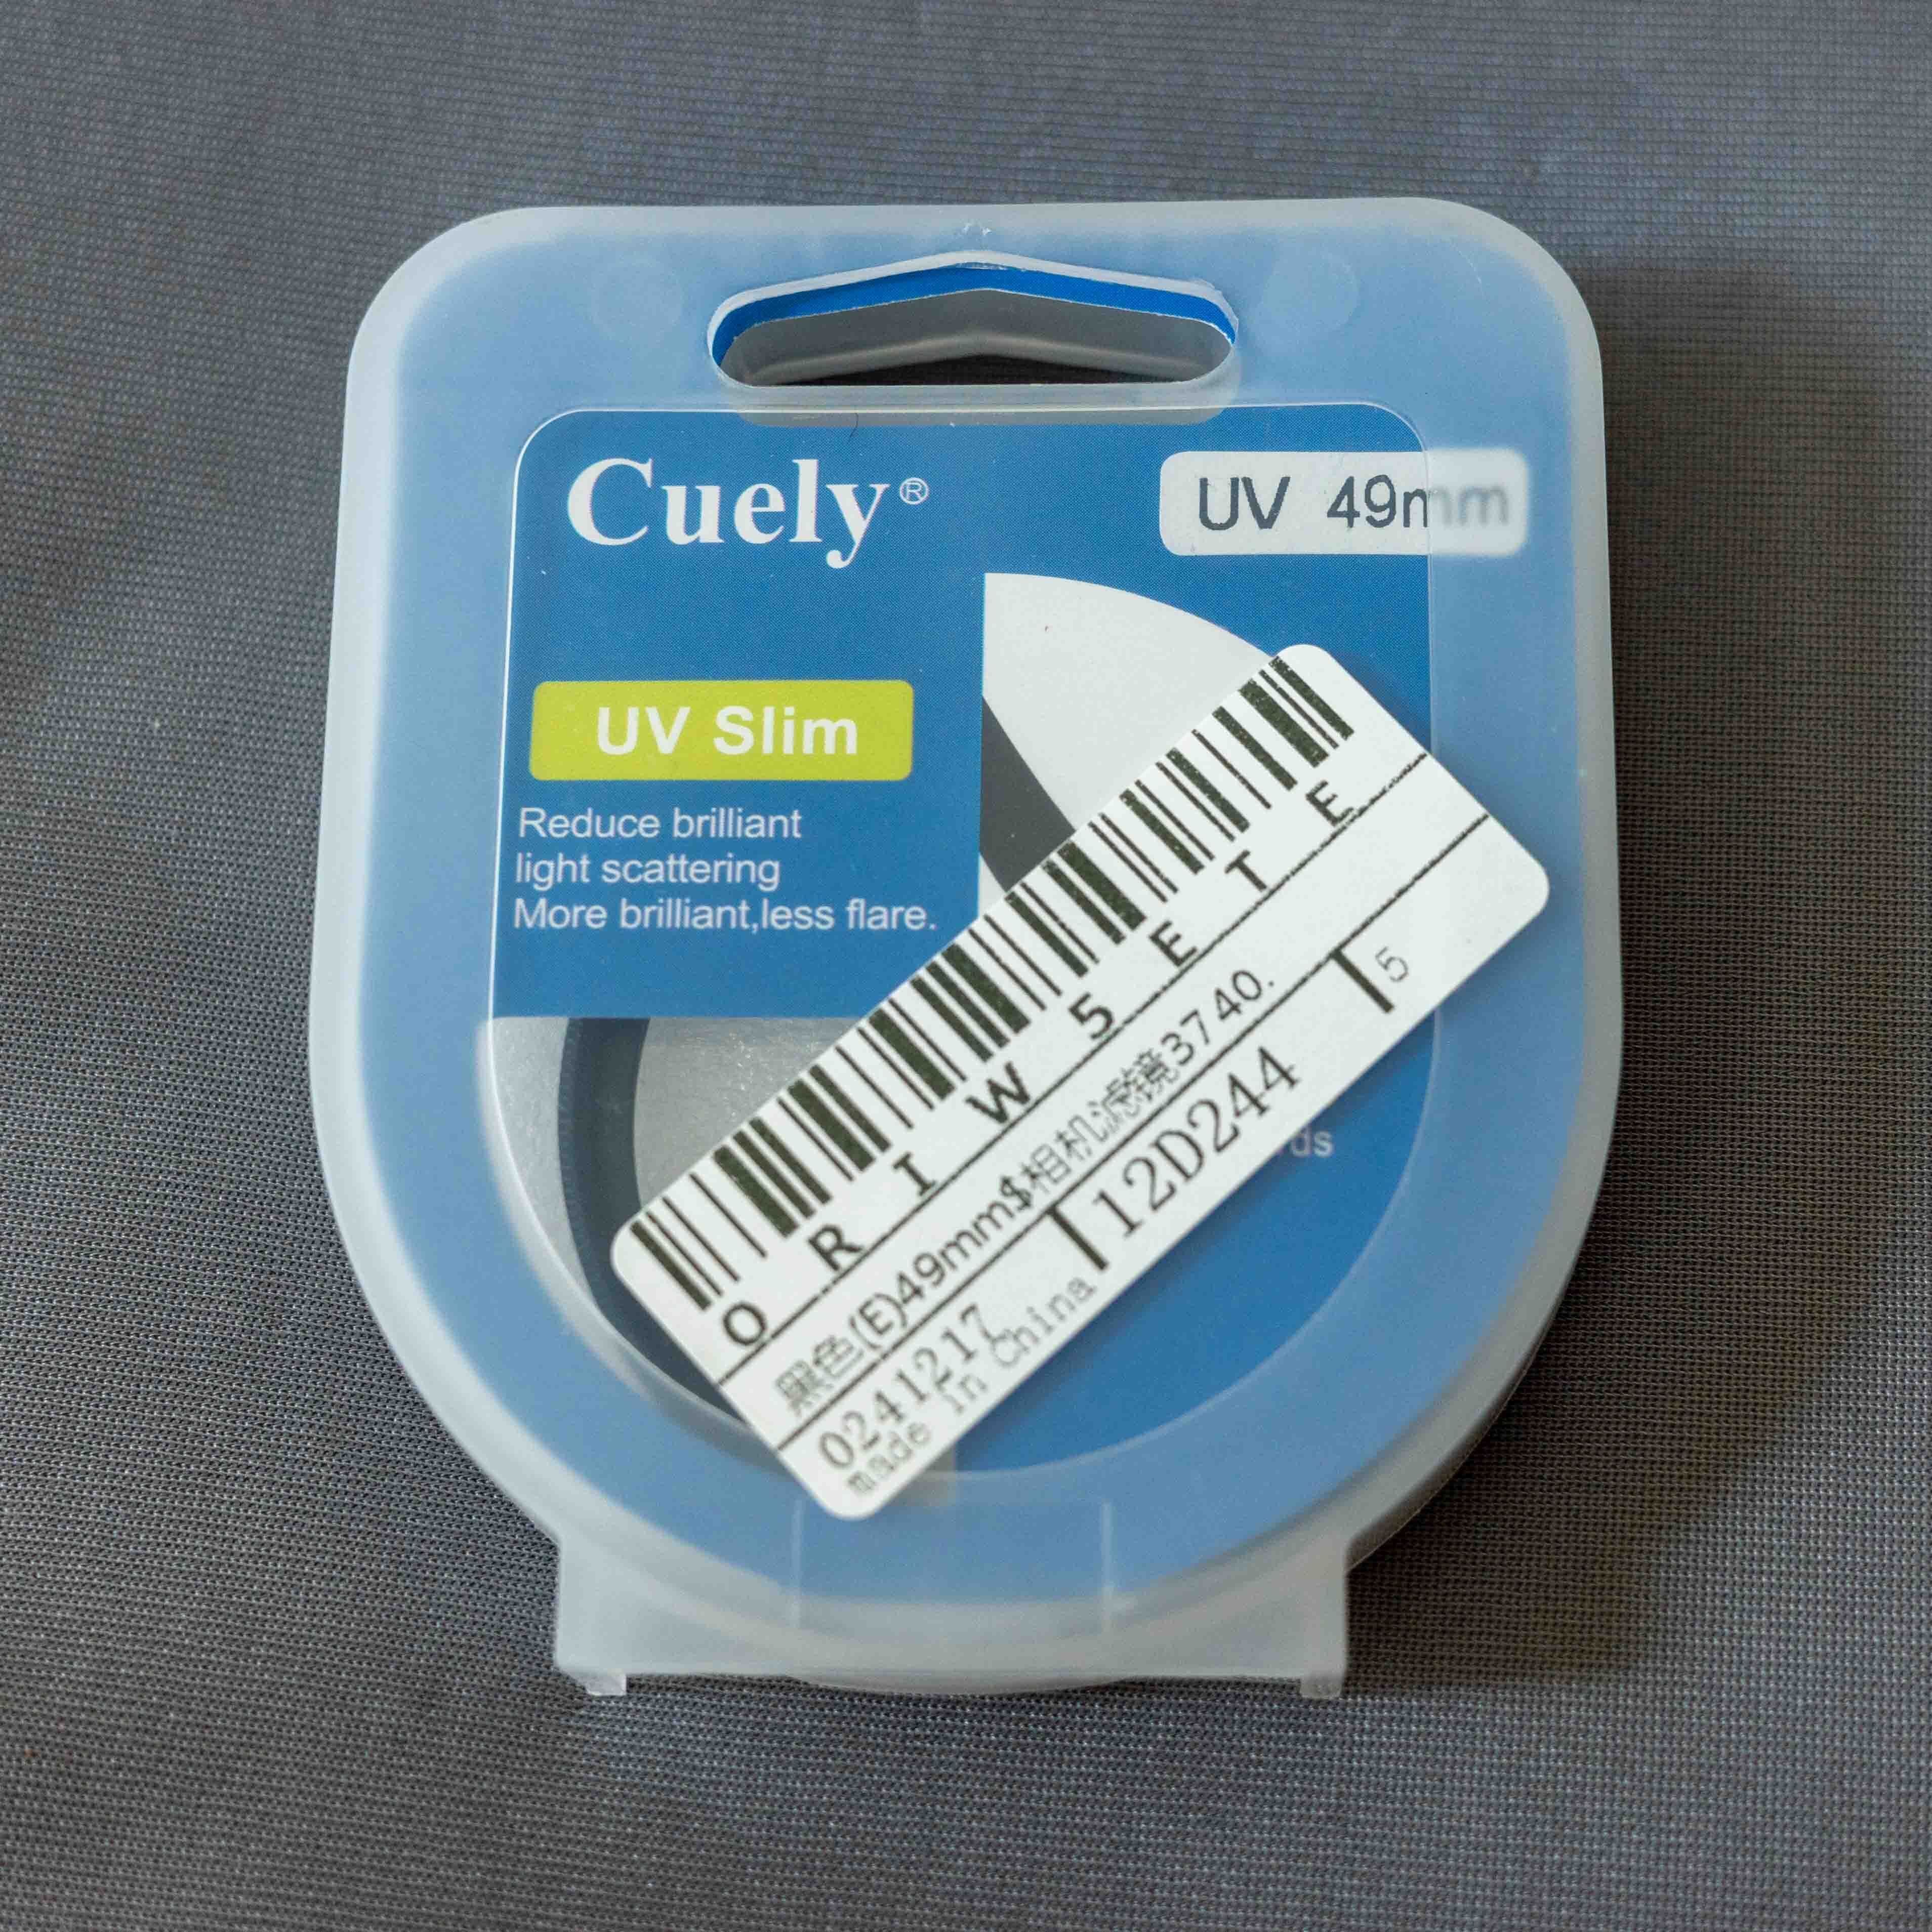 Cuely®
UV 49mm
UV Slim
Reduce brilliant
light scattering
More brilliant,less flare.
ORIW5ETE
黑色(E)49mm$相机滤镜3740.
0241217
12D244
5
made in China